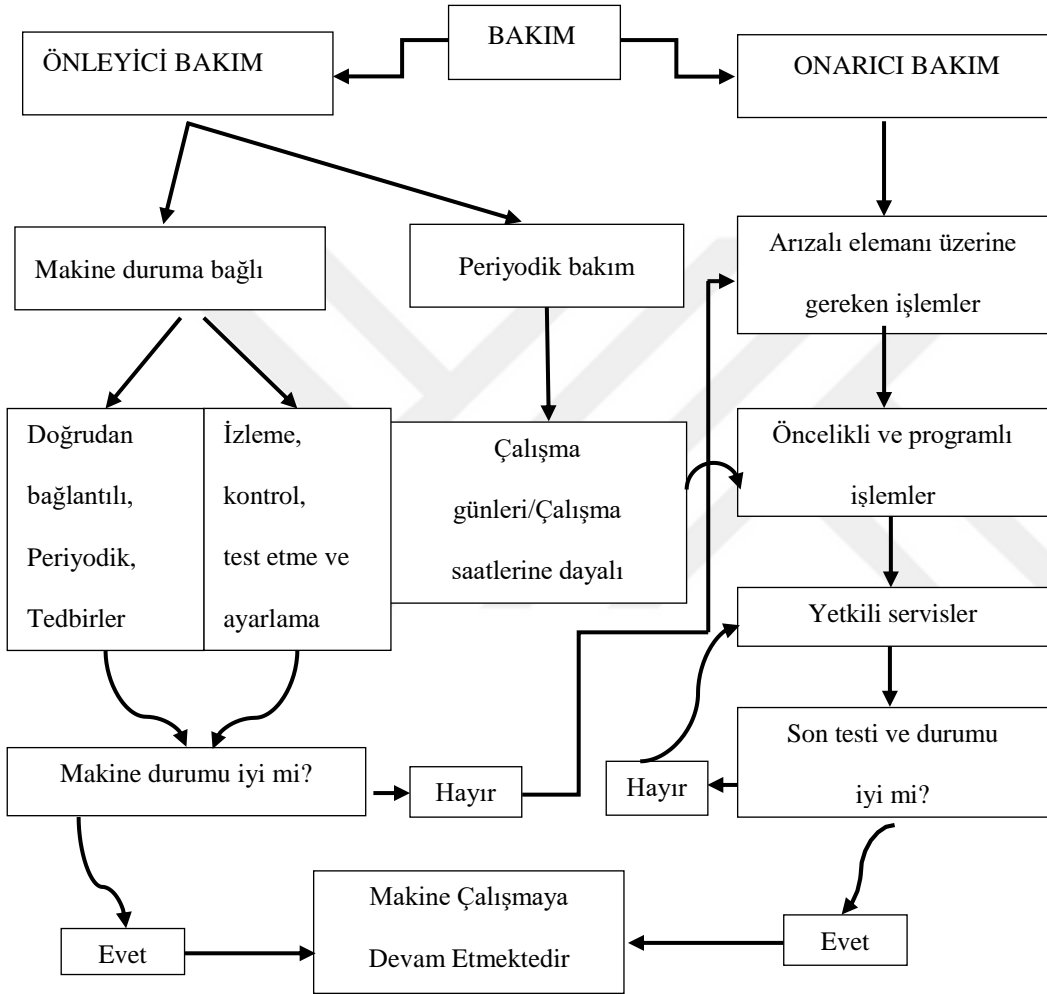 BAKIM
ÖNLEYİCİ BAKIM
ONARICI BAKIM
Makine duruma bağlı
Periyodik bakım
Arızalı elemanı üzerine
gereken işlemler
Doğrudan
bağlantılı,
Periyodik,
Tedbirler
İzleme,
kontrol,
test etme ve
ayarlama
Çalışma
günleri/Çalışma
saatlerine dayalı
Öncelikli ve programlı
işlemler
Yetkili servisler
Son testi ve durumu
iyi mi?
Makine durumu iyi mi?
Hayır
Hayır
Evet
Makine Çalışmaya
Devam Etmektedir
Evet